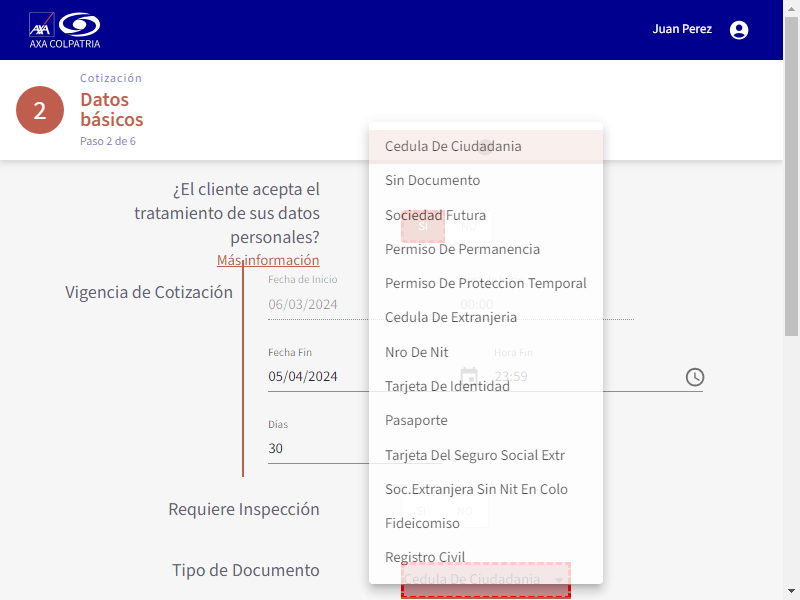 AXA
AXA COLPATRIA
Juan Perez
2
Cotización
Datos
básicos
Paso 2 de 6
¿El cliente acepta el
tratamiento de sus datos
personales?
Más información
SI
NO
Vigencia de Cotización
Fecha de Inicio
06/03/2024
00:00
Fecha Fin
05/04/2024
Hora Fin
23:59
Días
30
Requiere Inspección
SI
NO
Tipo de Documento
Cedula De Ciudadania
Cedula De Ciudadania
Sin Documento
Sociedad Futura
Permiso De Permanencia
Permiso De Proteccion Temporal
Cedula De Extranjeria
Nro De Nit
Tarjeta De Identidad
Pasaporte
Tarjeta Del Seguro Social Extr
Soc.Extranjera Sin Nit En Colo
Fideicomiso
Registro Civil